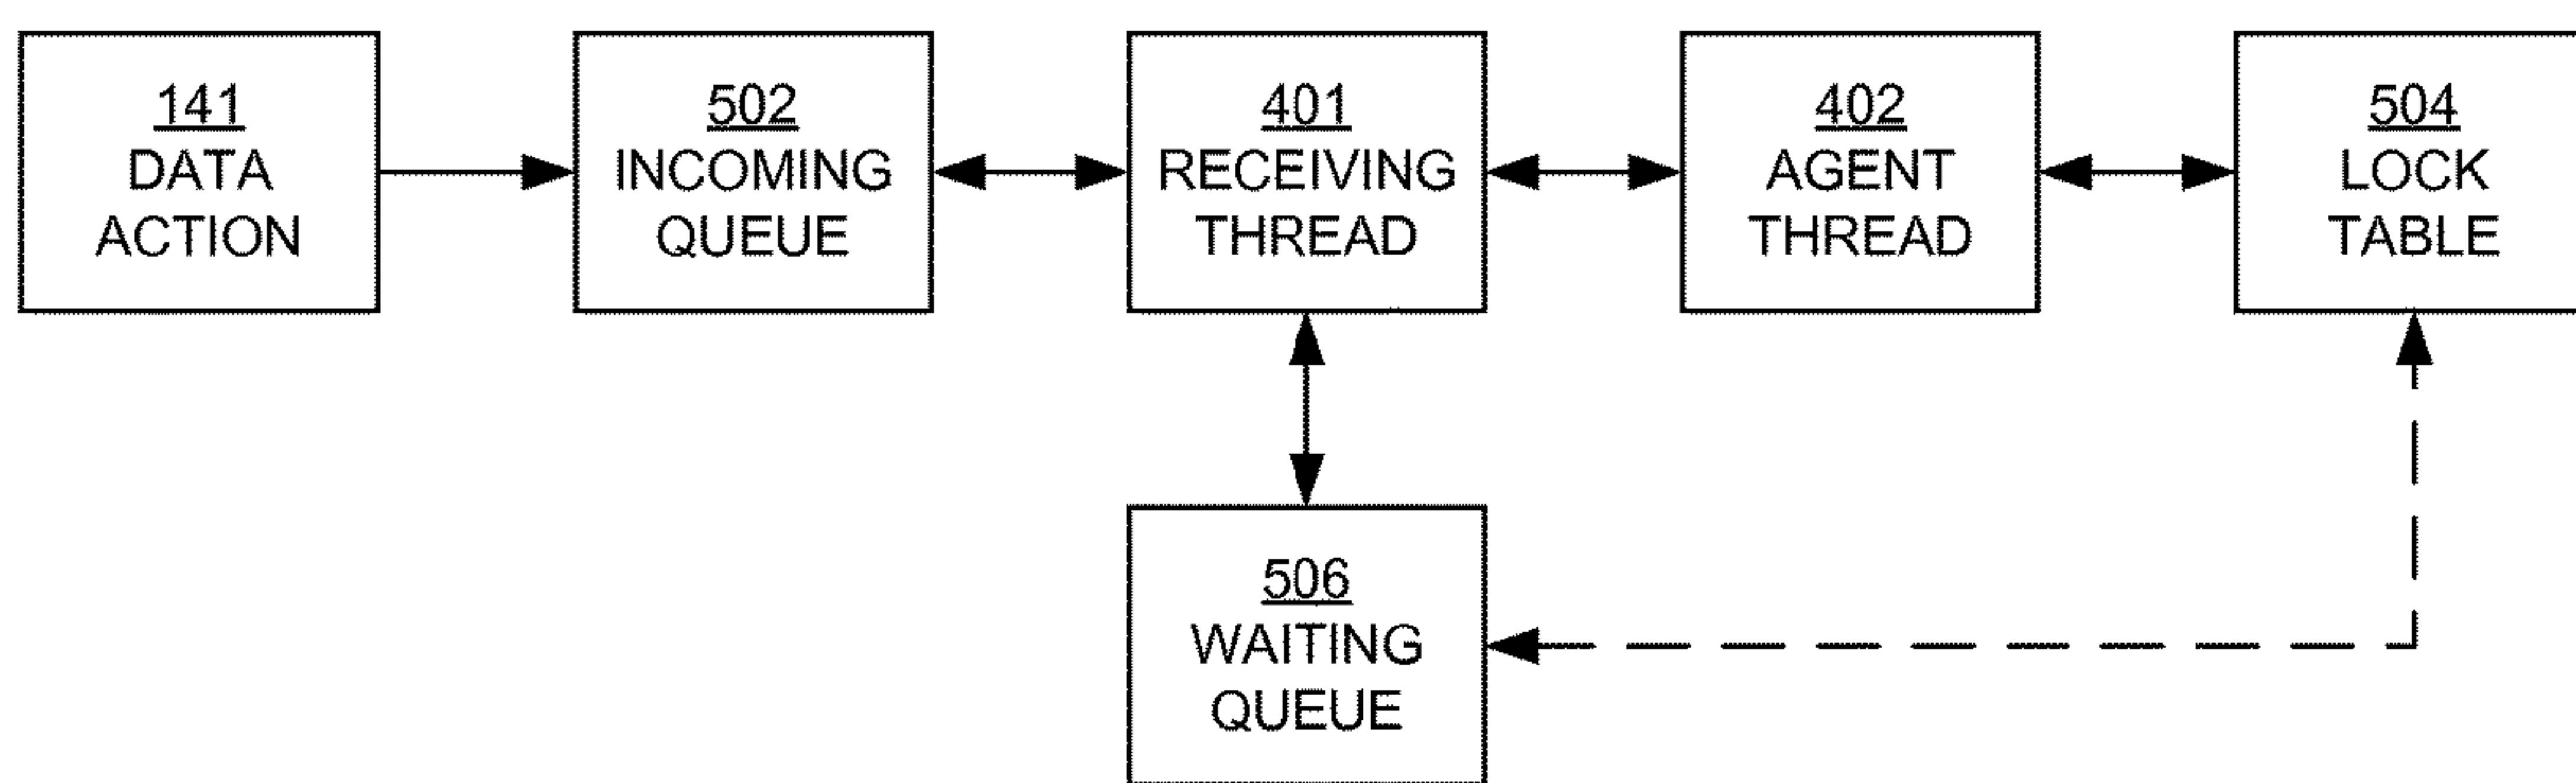 141
DATA
ACTION
502
INCOMING
QUEUE
401
RECEIVING
THREAD
402
AGENT
THREAD
504
LOCK
TABLE
506
WAITING
QUEUE